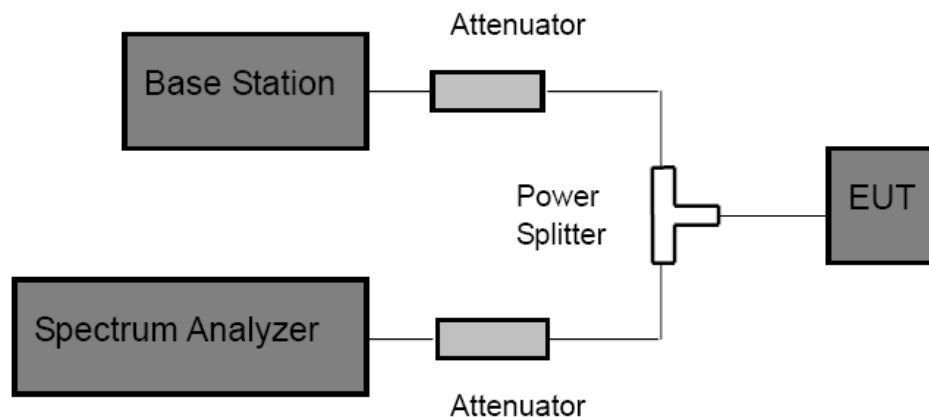 Attenuator
Base Station
Power
Splitter
EUT
Spectrum Analyzer
Attenuator